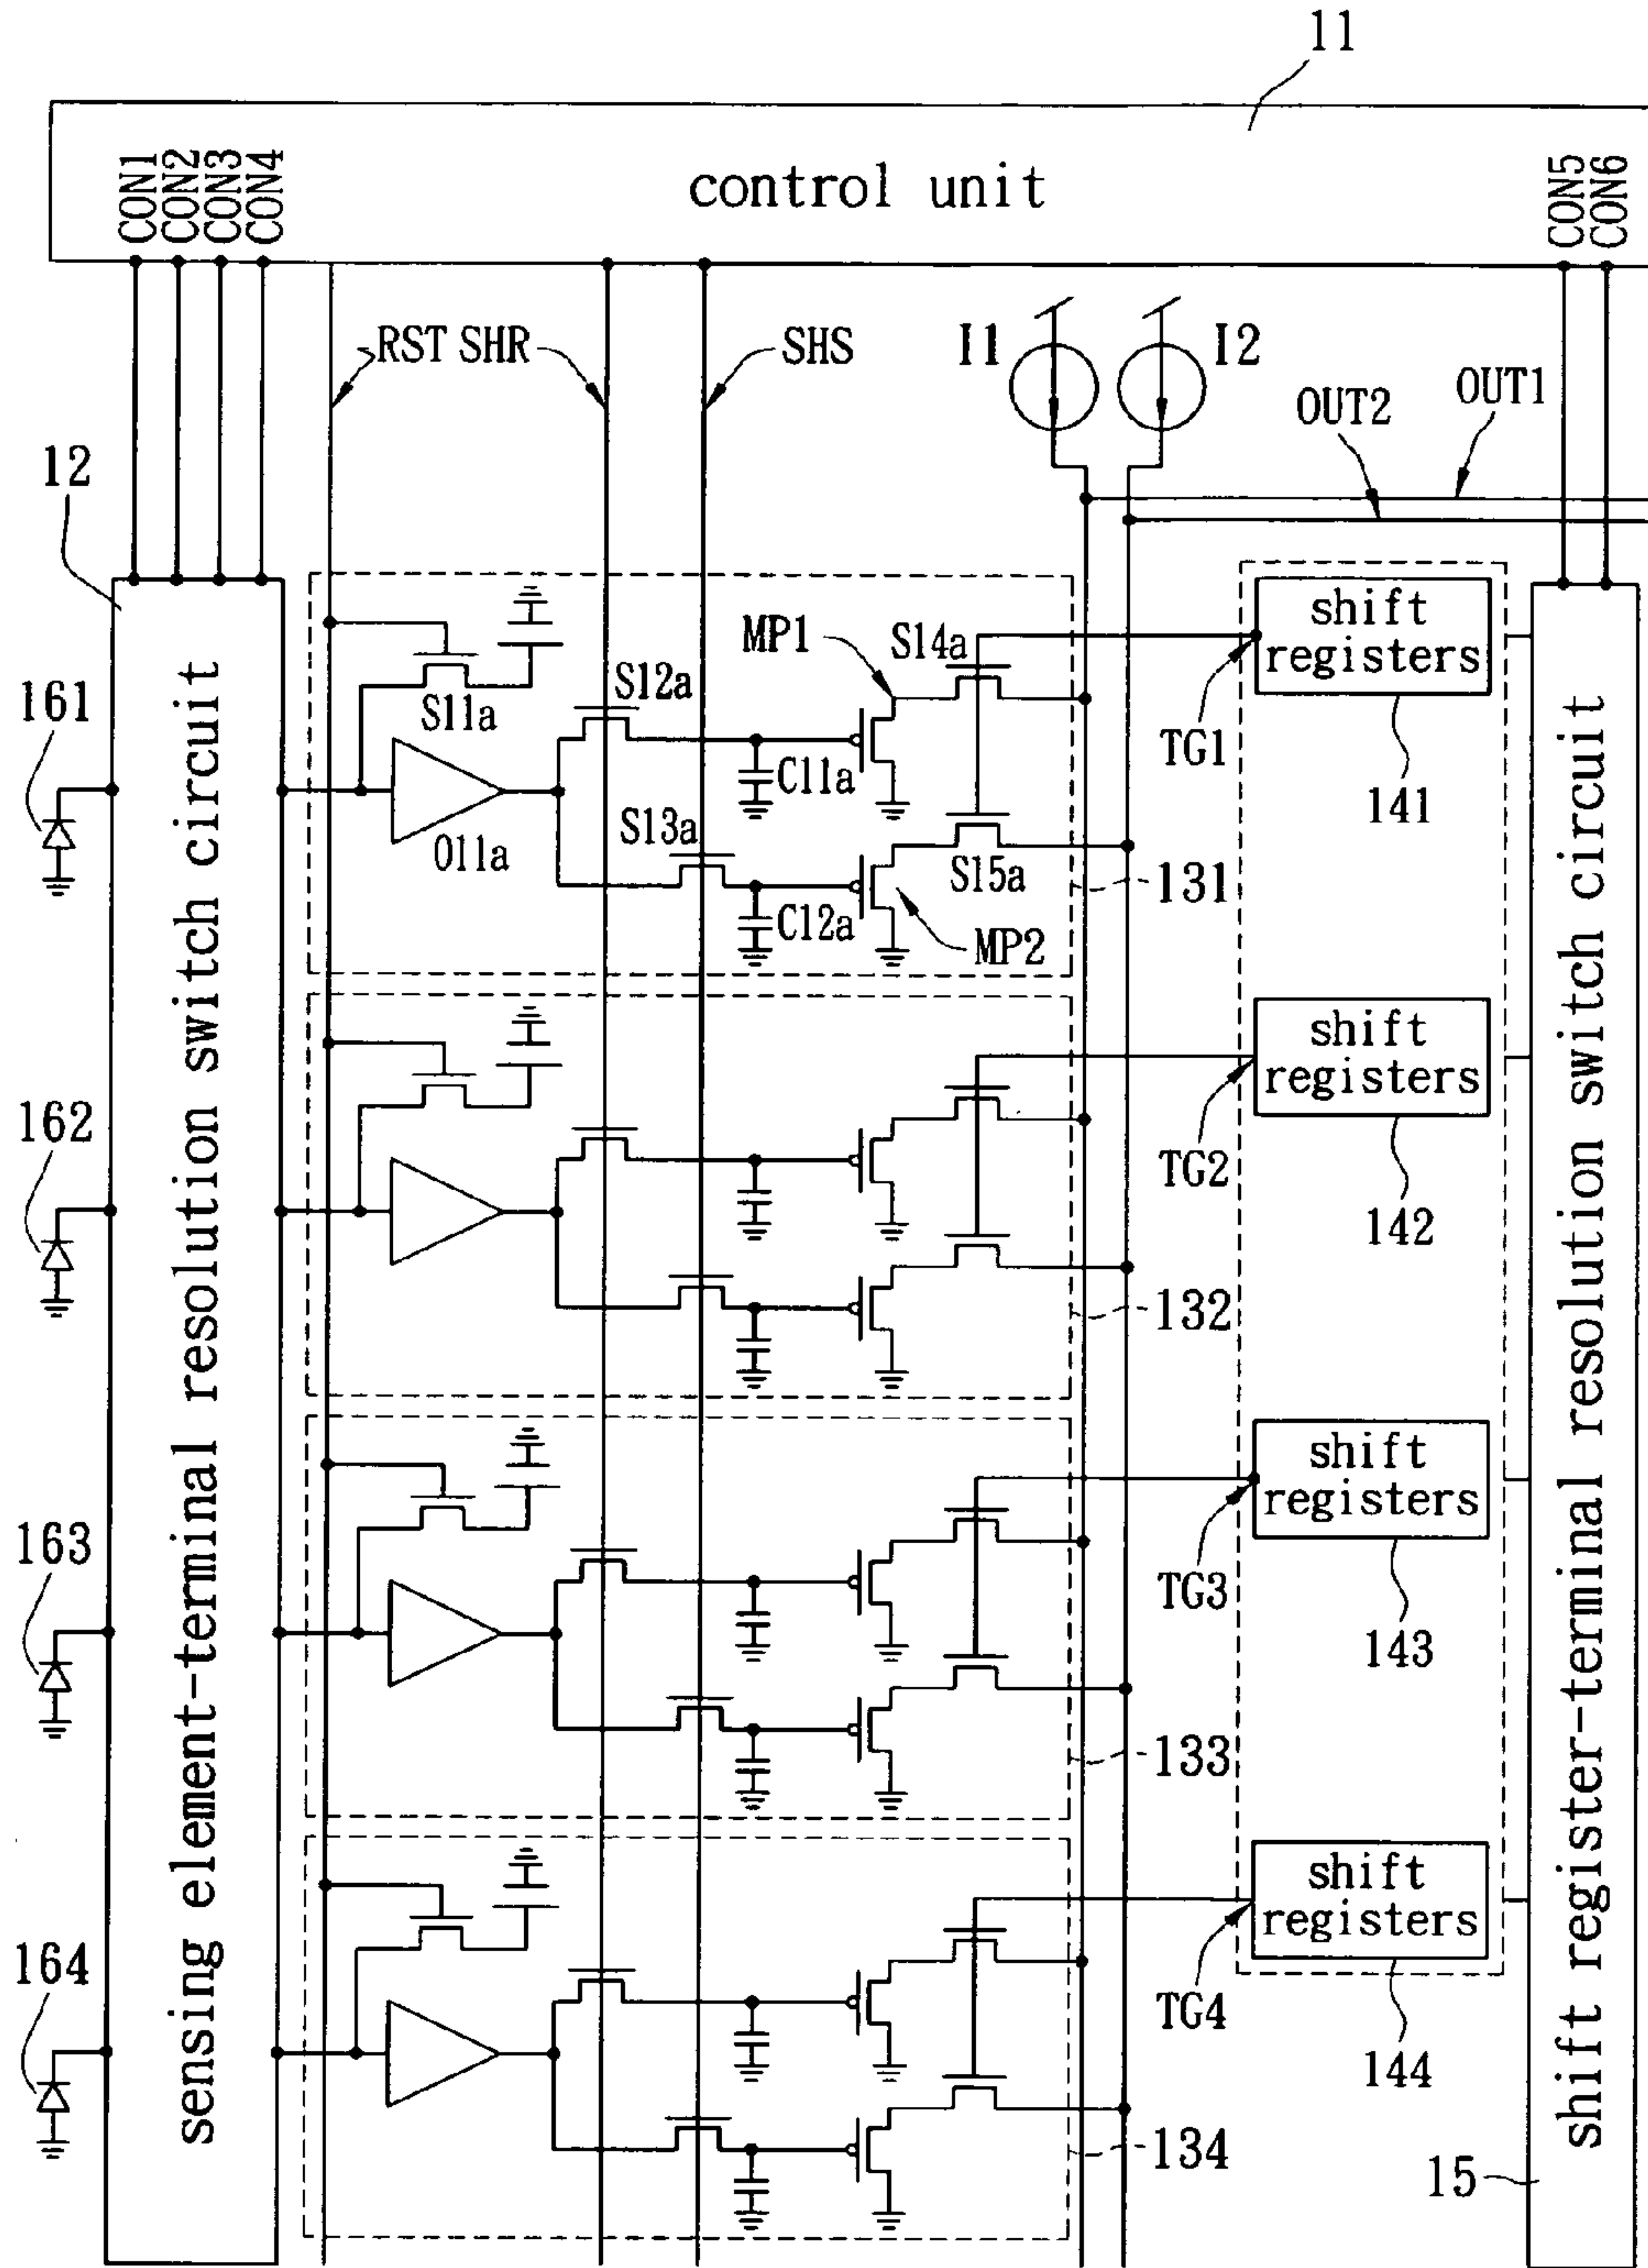 11
CON1
CON2
CON3
CON4
control unit
CON5
CON6
RST SHR
SHS
I1
I2
OUT2
OUT1
12
sensing element-terminal resolution switch circuit
161
162
163
164
S11a
O11a
S12a
S13a
C11a
C12a
MP1
MP2
S14a
S15a
131
132
133
134
TG1
shift
registers
141
TG2
shift
registers
142
TG3
shift
registers
143
TG4
shift
registers
144
shift register-terminal resolution switch circuit
15